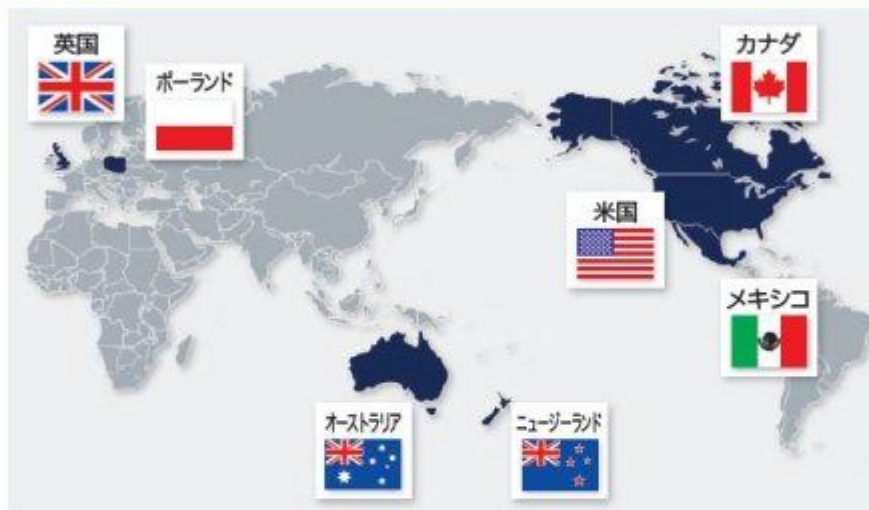 英国
ポーランド
カナダ
米国
メキシコ
オーストラリア
ニュージーランド